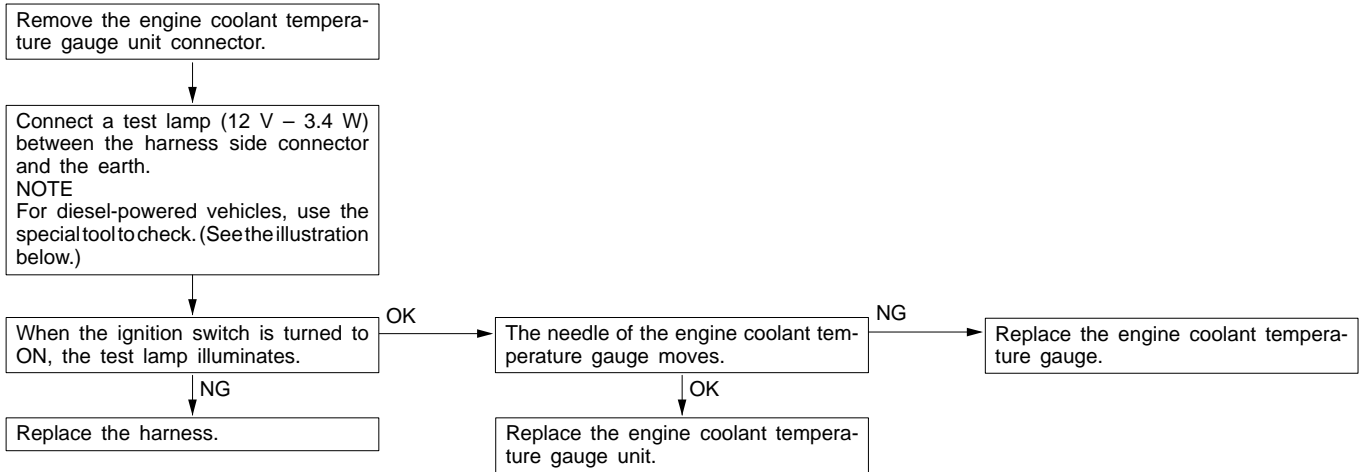 Remove the engine coolant tempera-
ture gauge unit connector.
Connect a test lamp (12 V – 3.4 W)
between the harness side connector
and the earth.
NOTE
For diesel-powered vehicles, use the
special tool to check. (See the illustration
below.)
When the ignition switch is turned to
ON, the test lamp illuminates.
OK
The needle of the engine coolant tem-
perature gauge moves.
NG
Replace the engine coolant tempera-
ture gauge.
NG
Replace the harness.
OK
Replace the engine coolant tempera-
ture gauge unit.